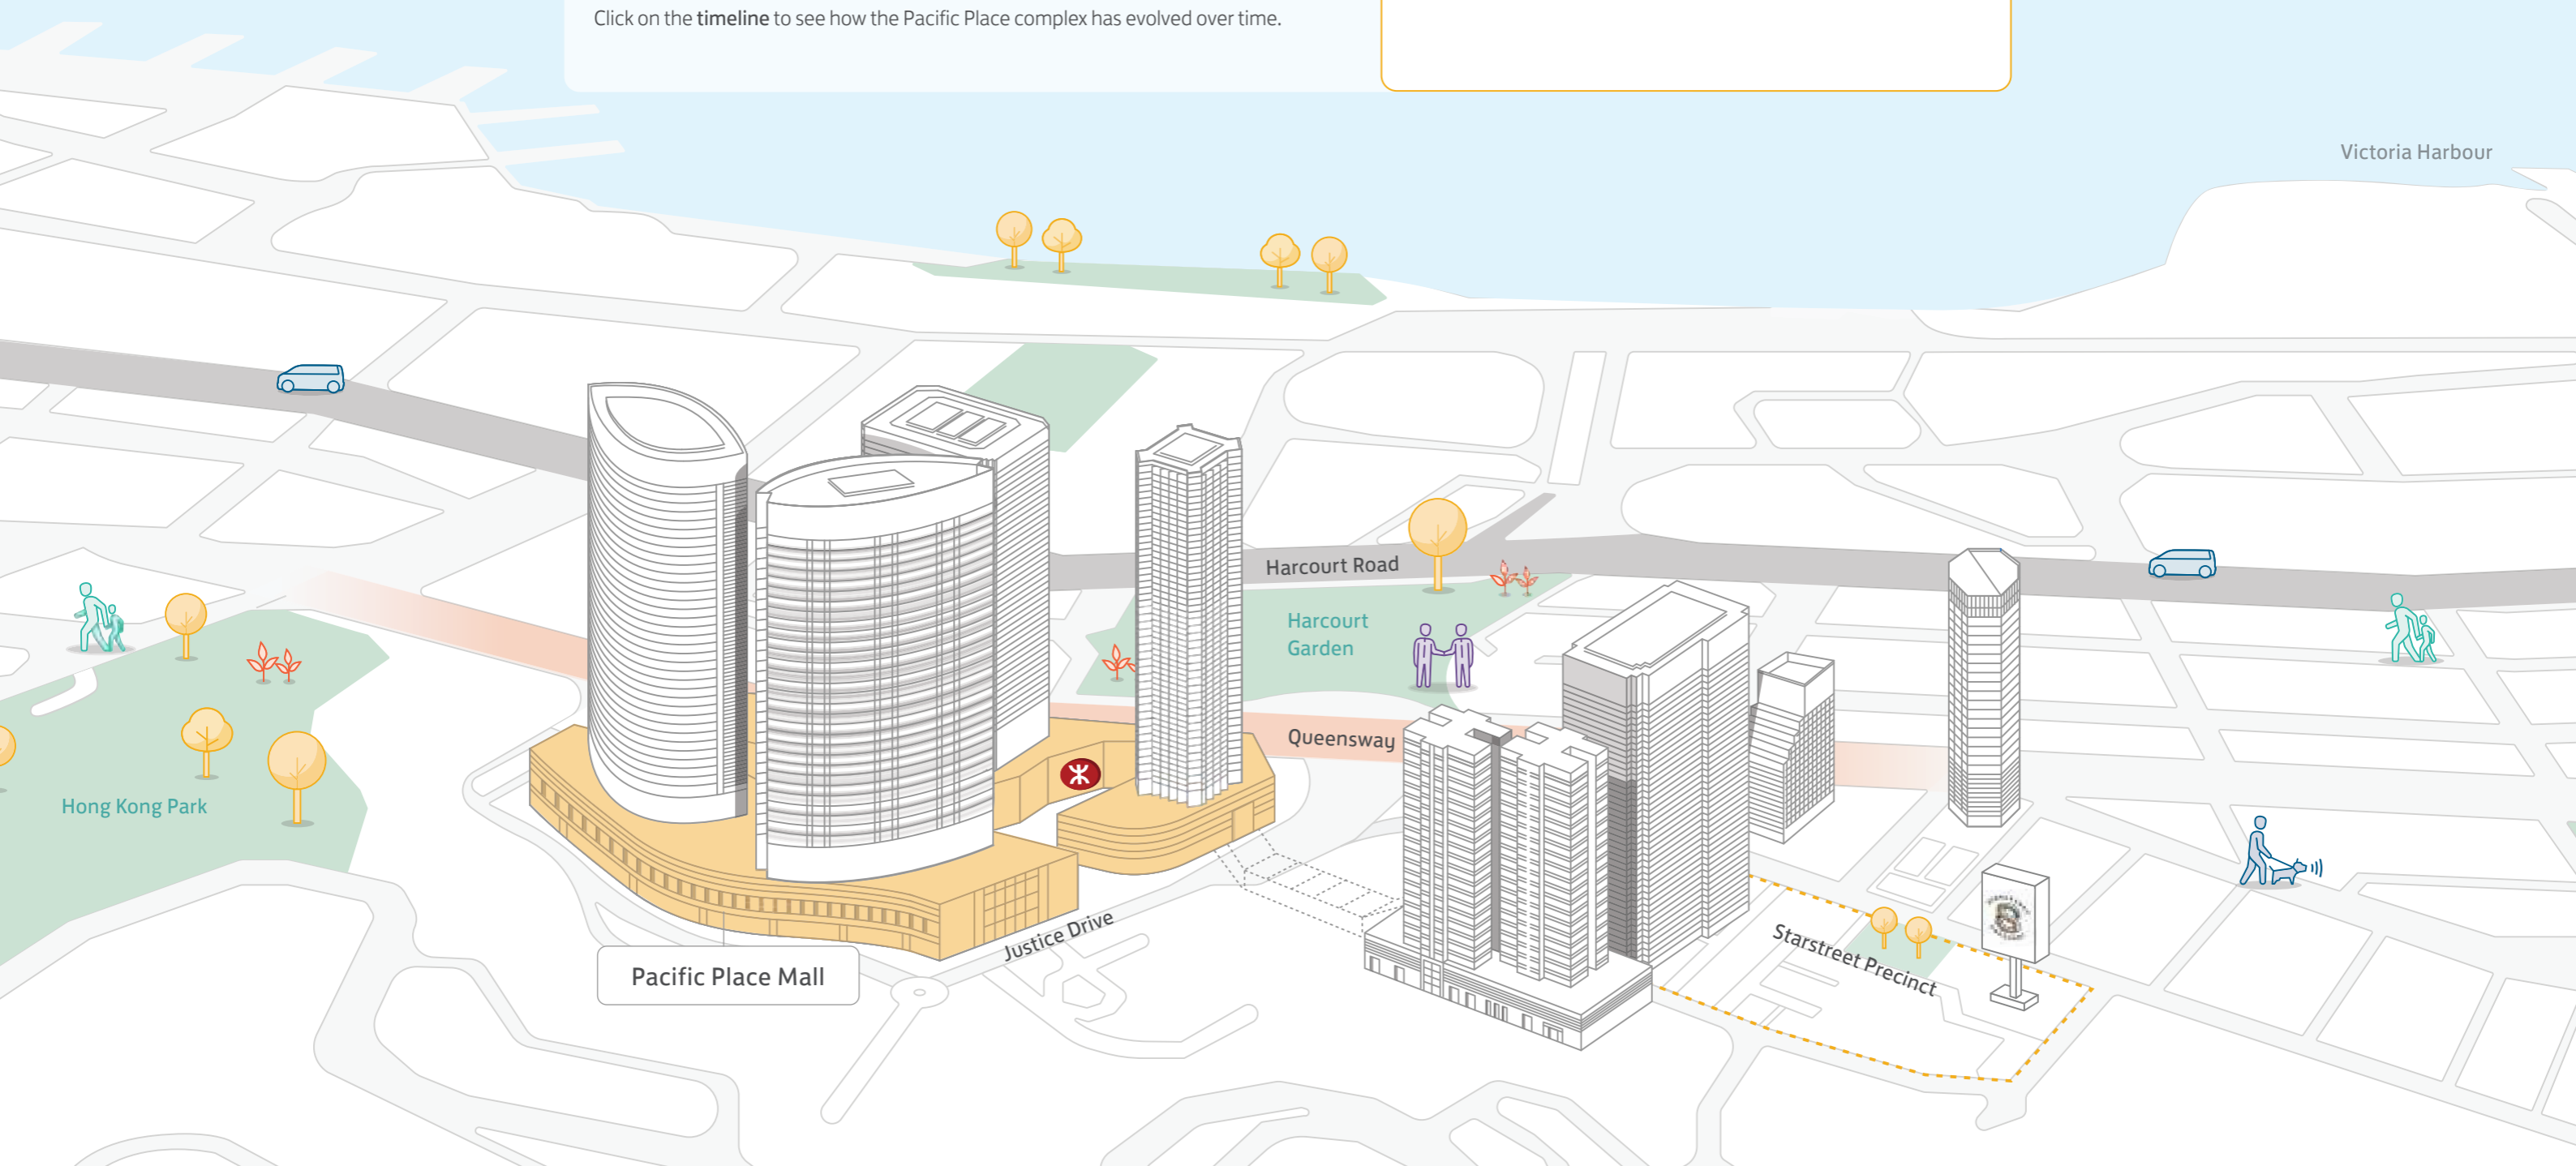 Click on the timeline to see how the Pacific Place complex has evolved over time.
Victoria Harbour
Harcourt Road
Harcourt
Garden
Queensway
Hong Kong Park
Justice Drive
Pacific Place Mall
Starstreet Precinct